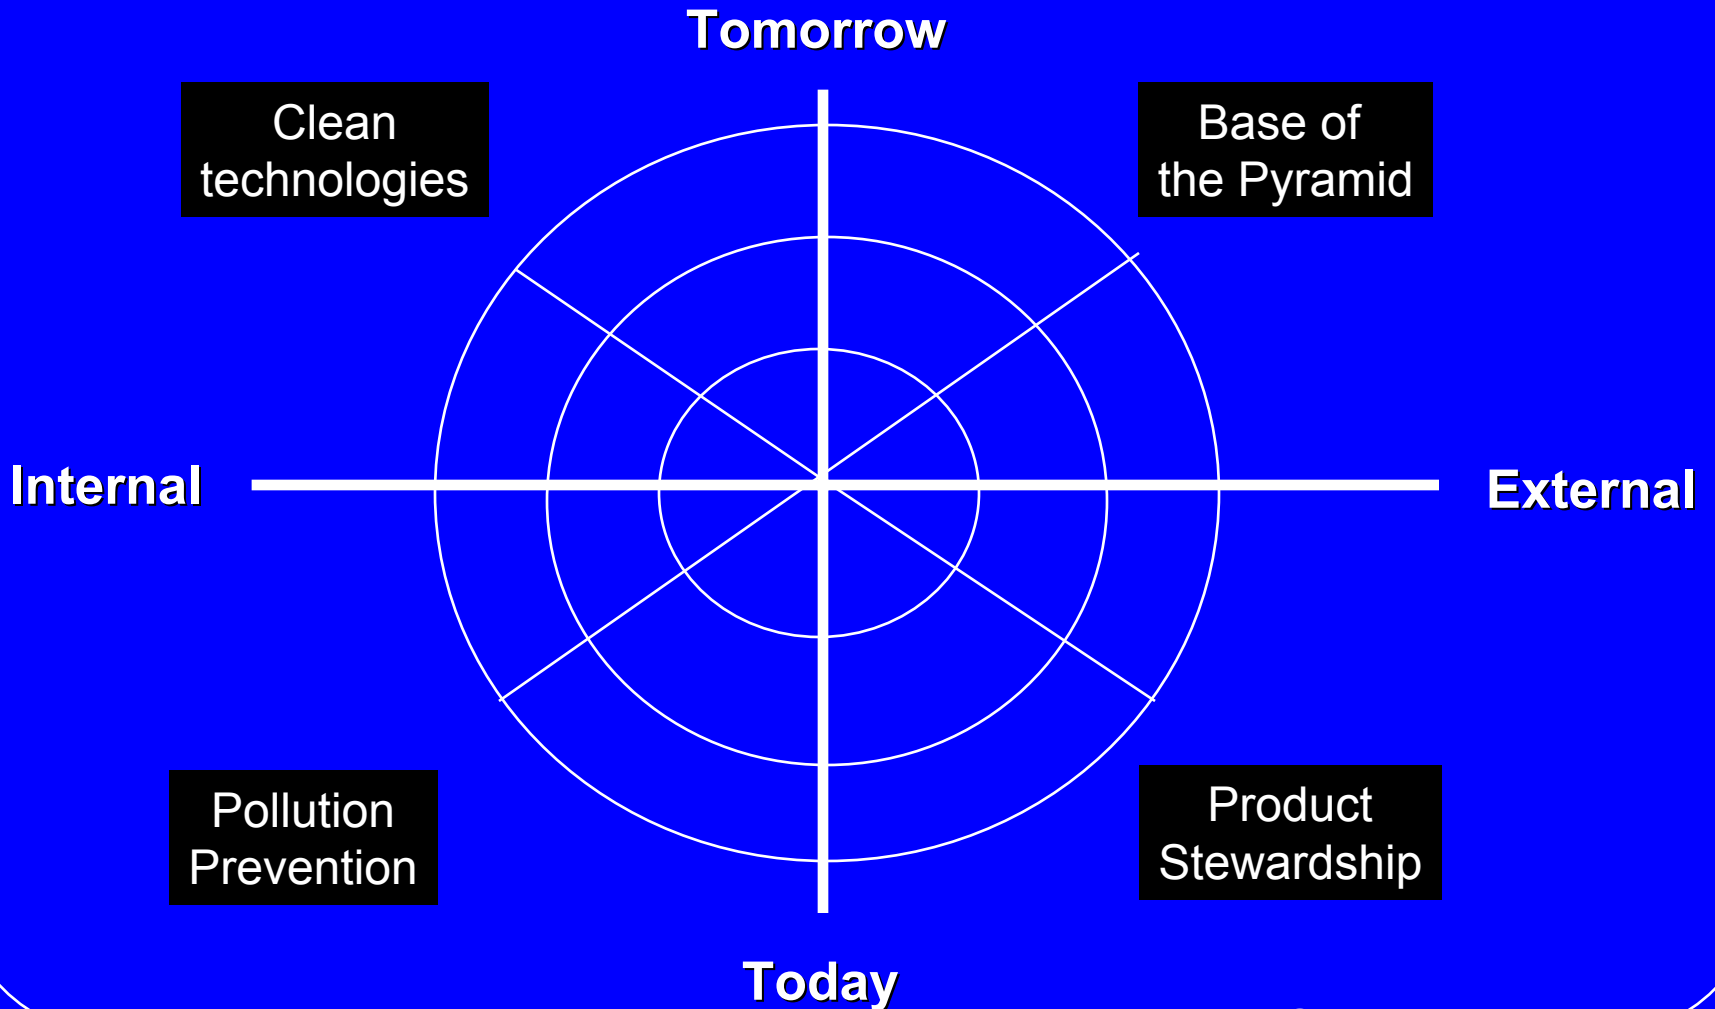 Tomorrow
Clean
technologies
Base of
the Pyramid
Internal
External
Pollution
Prevention
Product
Stewardship
Today